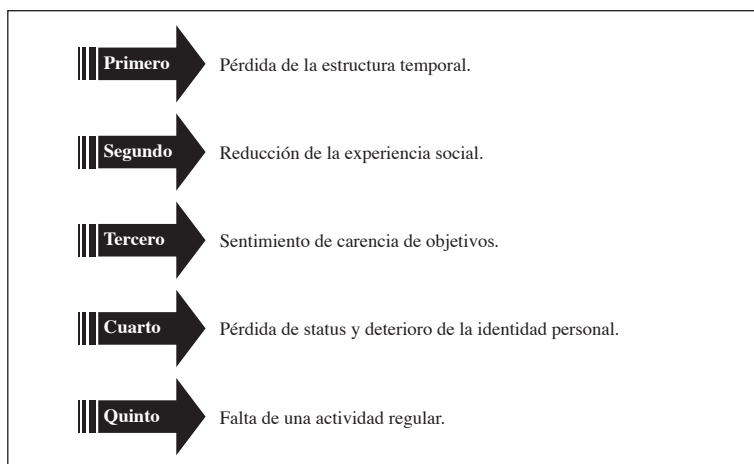 Primero Pérdida de la estructura temporal.
Segundo Reducción de la experiencia social.
Tercero Sentimiento de carencia de objetivos.
Cuarto Pérdida de status y deterioro de la identidad personal.
Quinto Falta de una actividad regular.